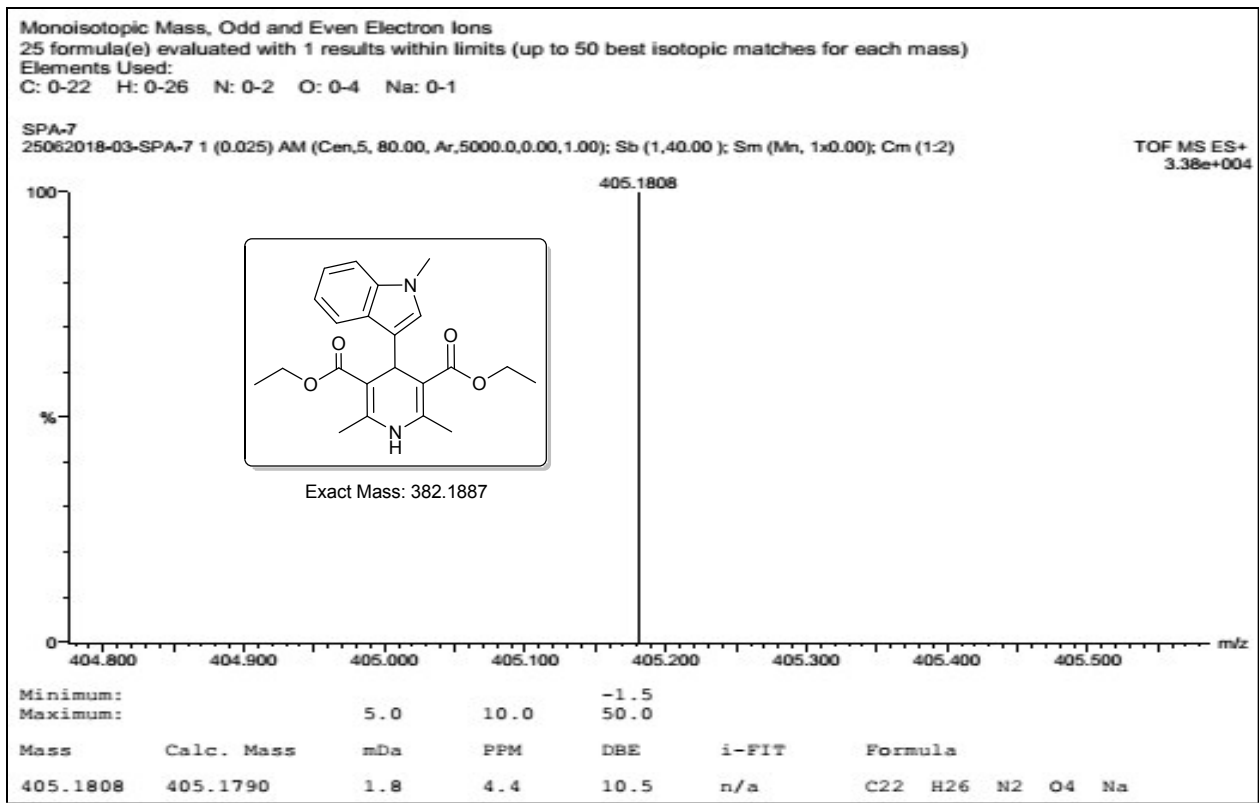 Monoisotopic Mass, Odd and Even Electron Ions
25 formula(e) evaluated with 1 results within limits (up to 50 best isotopic matches for each mass)
Elements Used:
C: 0-22 H: 0-26 N: 0-2 O: 0-4 Na: 0-1
SPA-7
25062018-03-SPA-7 1 (0.025) AM (Cen,5, 80.00, Ar,5000.0,0.00,1.00); Sb (1,40.00 ); Sm (Mn, 1x0.00); Cm (1:2)
TOF MS ES+
3.38e+004
405.1808
100
N
O
O
O
O
N
H
%
Exact Mass: 382.1887
0
m/z
404.800 404.900 405.000 405.100 405.200 405.300 405.400 405.500
Minimum: -1.5
Maximum: 5.0 10.0 50.0
Mass Calc. Mass mDa PPM DBE i-FIT Formula
405.1808 405.1790 1.8 4.4 10.5 n/a C22 H26 N2 O4 Na